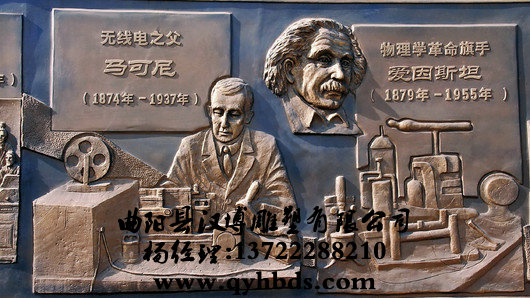 无线电之父
马可尼
(1874年-1937年)
物理学革命旗手
爱因斯坦
(1879年-1955年)
曲阳县汉博雕塑有限公司
杨经理:13722288210
www.qyhbds.com